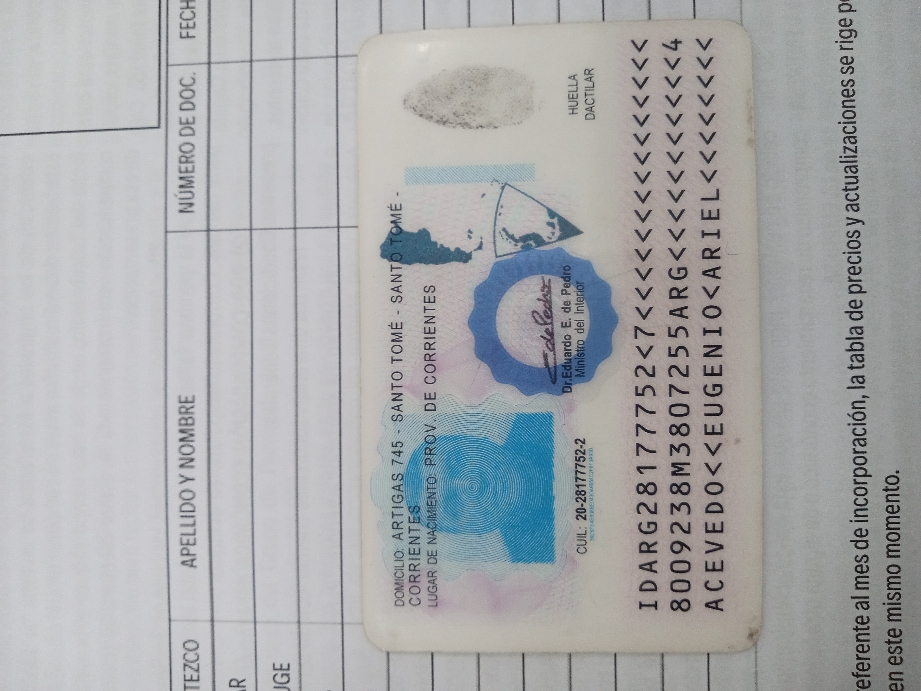 TEZCO
APELLIDO Y NOMBRE
NÚMERO DE DOC.
FECH
AR
UGE
DOMICILIO: ARTIGAS 745 - SANTO TOMÉ - SANTO TOMÉ -
CORRIENTES
LUGAR DE NACIMIENTO: PROV. DE CORRIENTES
Dr. Eduardo E. de Pedro
Ministro del Interior
CUIL: 20-28177752-2
HUELLA
DACTILAR
IDARG28177752<7<<<<<<<<<<<<<<<
8009238M3807255ARG<<<<<<<<<<<4
ACEVEDO<<EUGENIO<ARIEL<<<<<<<<
referente al mes de incorporación, la tabla de precios y actualizaciones se rige po
en este mismo momento.